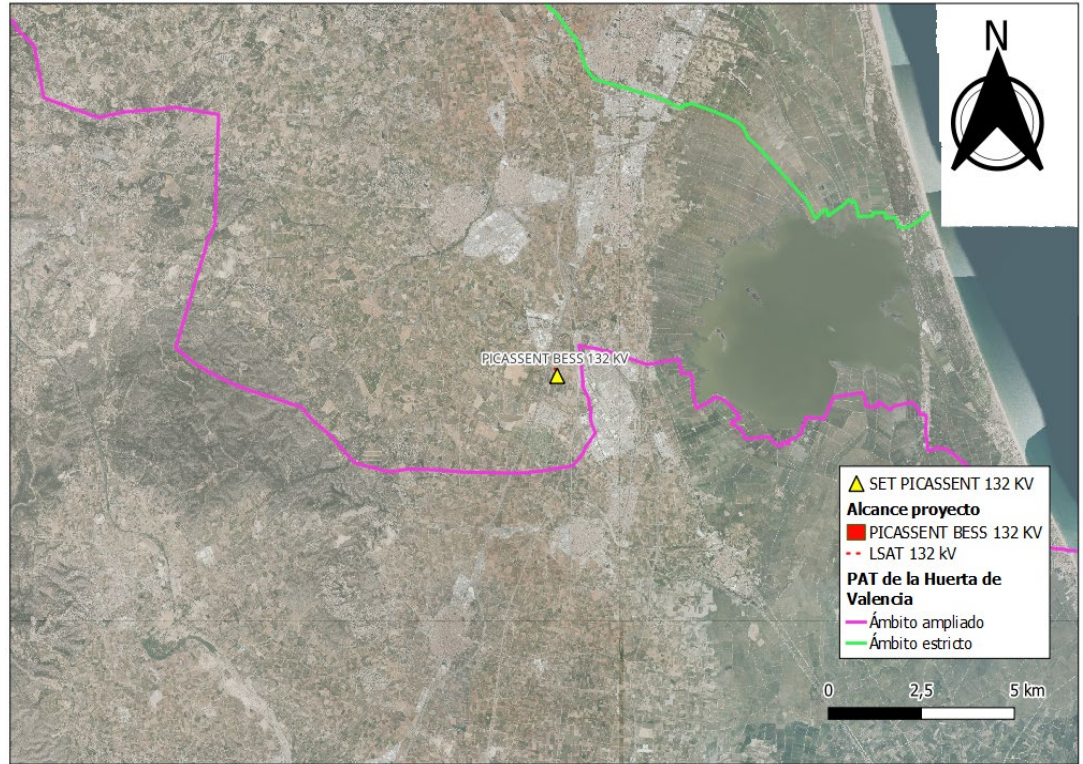 N
PICASSENT BESS 132 KV
SET PICASSENT 132 KV
Alcance proyecto
PICASSENT BESS 132 KV
LSAT 132 kV
PAT de la Huerta de
Valencia
Ámbito ampliado
Ámbito estricto
0 2,5 5 km